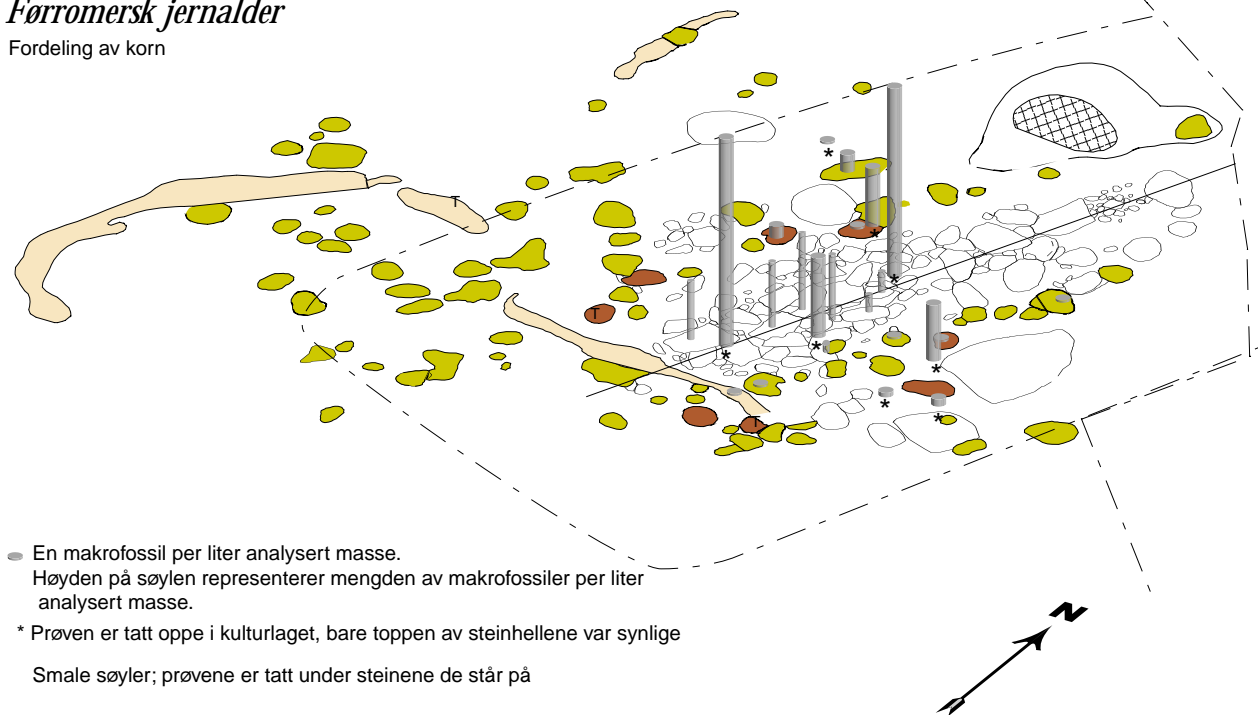 Førromersk jernalder
Fordeling av korn
T
T
T
* * * * * * * *
En makrofossil per liter analysert masse.
Høyden på søylen representerer mengden av makrofossiler per liter
analysert masse.
* Prøven er tatt oppe i kulturlaget, bare toppen av steinhellene var synlige
Smale søyler; prøvene er tatt under steinene de står på
N